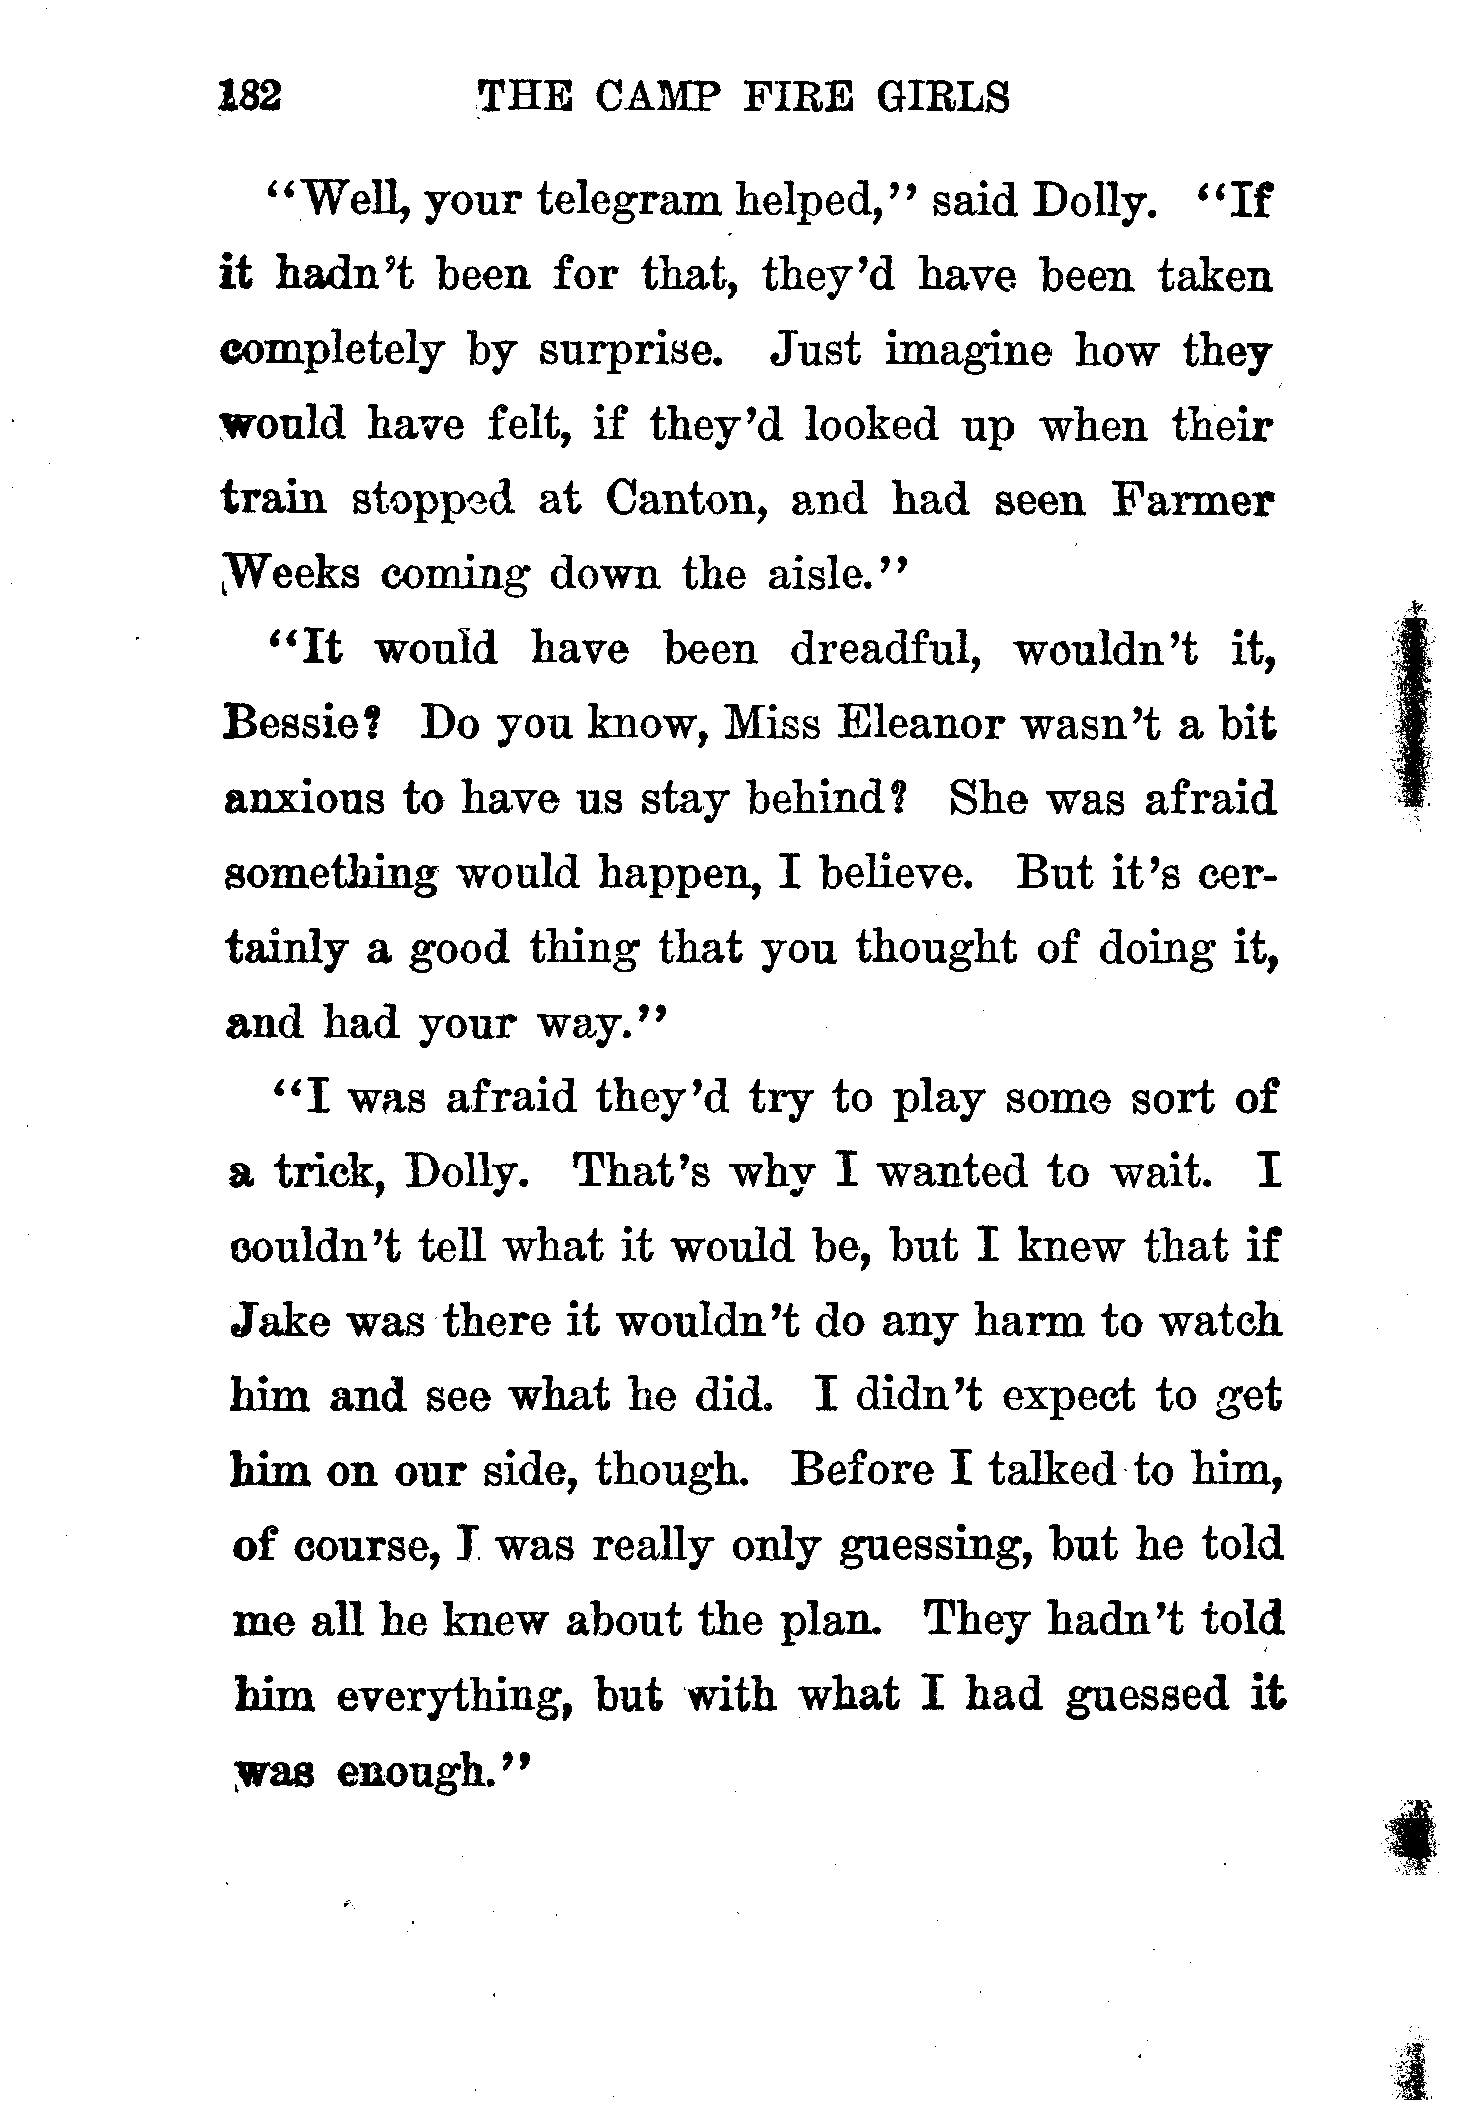 182 THE CAMP FIRE GIRLS
"Well, your telegram helped," said Dolly. "If
it hadn't been for that, they'd have been taken
completely by surprise. Just imagine how they
would have felt, if they'd looked up when their
train stopped at Canton, and had seen Farmer
Weeks coming down the aisle."
"It would have been dreadful, wouldn't it,
Bessie? Do you know, Miss Eleanor wasn't a bit
anxious to have us stay behind? She was afraid
something would happen, I believe. But it's cer-
tainly a good thing that you thought of doing it,
and had your way."
"I was afraid they'd try to play some sort of
a trick, Dolly. That's why I wanted to wait. I
couldn't tell what it would be, but I knew that if
Jake was there it wouldn't do any harm to watch
him and see what he did. I didn't expect to get
him on our side, though. Before I talked to him,
of course, I was really only guessing, but he told
me all he knew about the plan. They hadn't told
him everything, but with what I had guessed it
was enough."